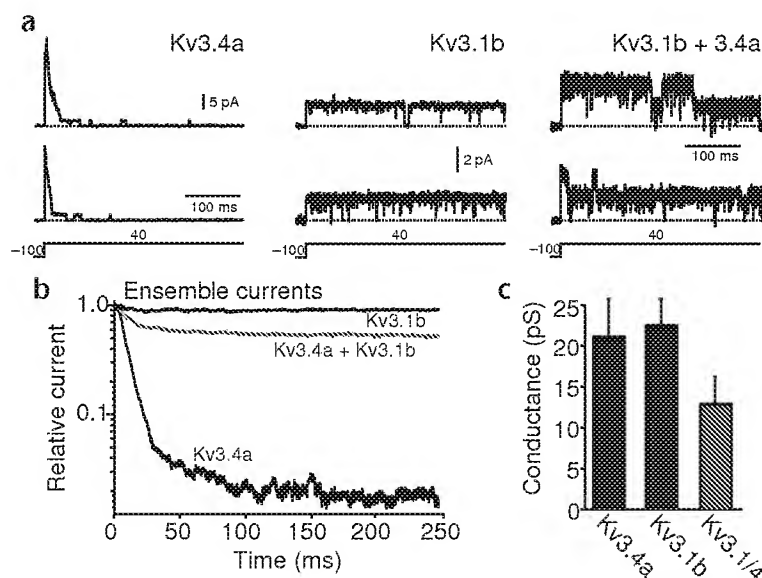 a
Kv3.4a
Kv3.1b
Kv3.1b + 3.4a
5 pA
2 pA
100 ms
100 ms
40
40
40
−100
−100
−100
b
Ensemble currents
1.0
Kv3.1b
Kv3.4a + Kv3.1b
0.1
Kv3.4a
Relative current
0
50
100
150
200
250
Time (ms)
c
25
20
15
10
5
0
Conductance (pS)
Kv3.4a
Kv3.1b
Kv3.1/4